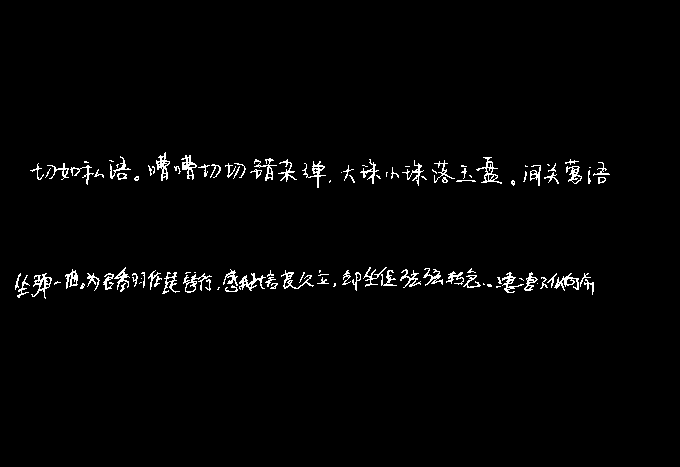 切如私语。嘈嘈切切错杂弹,大珠小珠落玉盘。间关莺语
坐弹一曲。为君翻作琵琶行,感我此言良久立,却坐促弦弦转急。凄凄不似向前